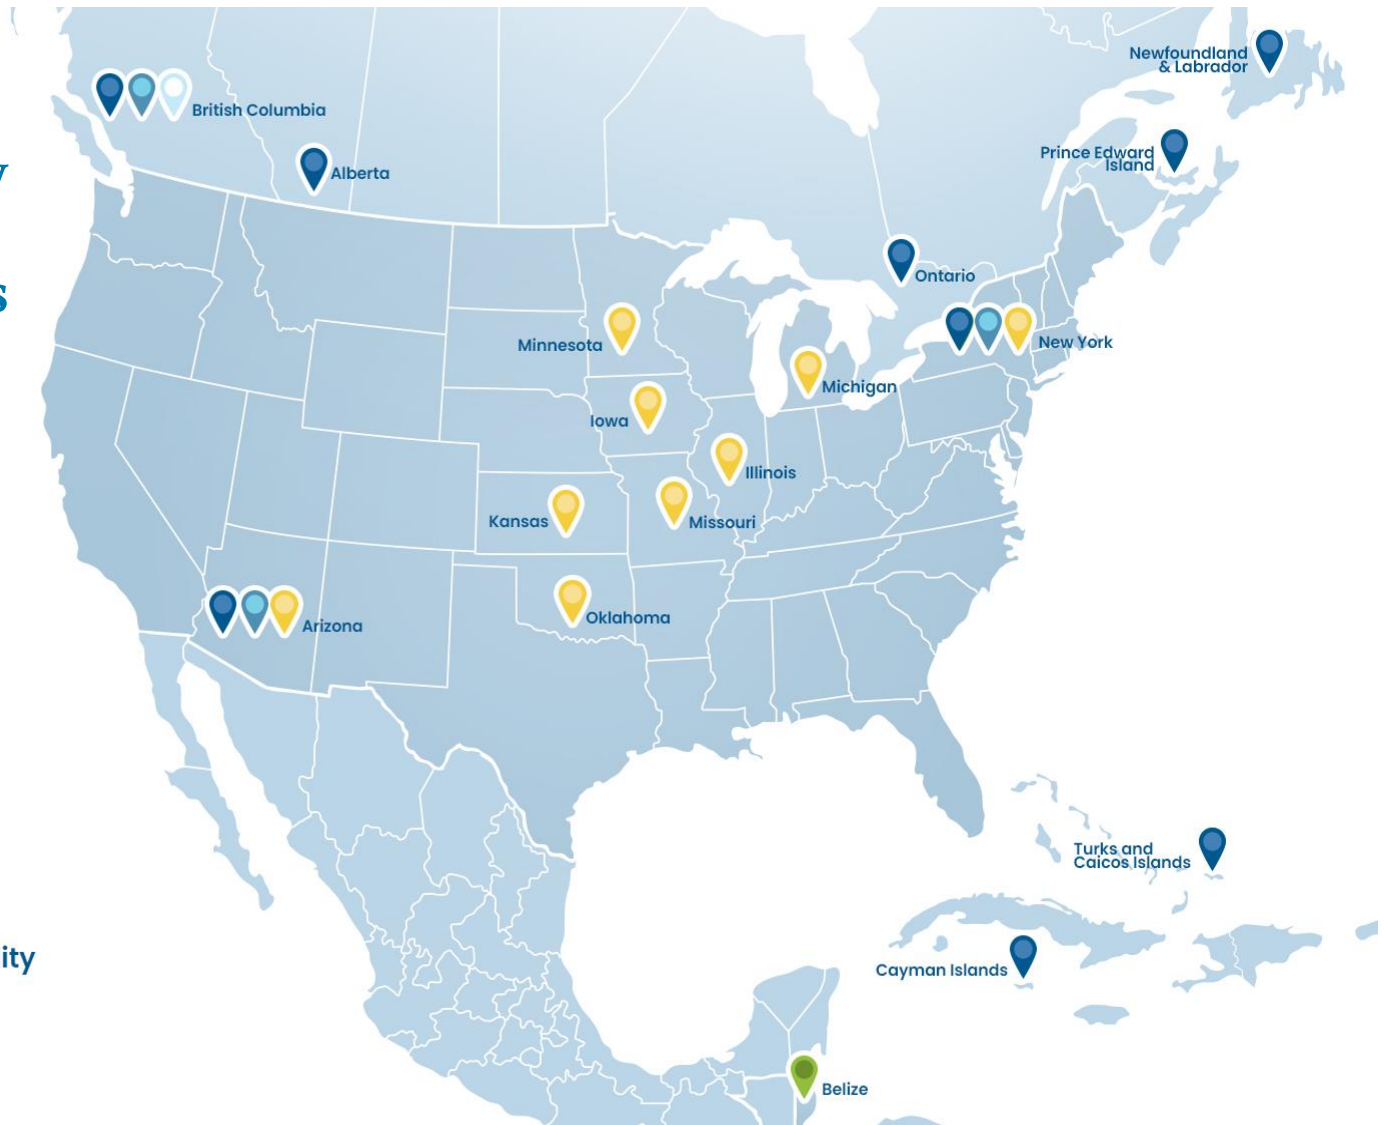 Newfoundland
& Labrador
British Columbia
Prince Edward
Island
Alberta
Ontario
New York
Minnesota
Michigan
Iowa
Illinois
Kansas
Missouri
Oklahoma
Arizona
Turks and
Caicos Islands
ity
Cayman Islands
Belize